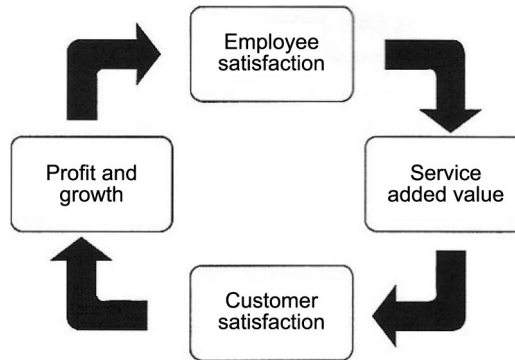 Employee
satisfaction
Service
added value
Customer
satisfaction
Profit and
growth